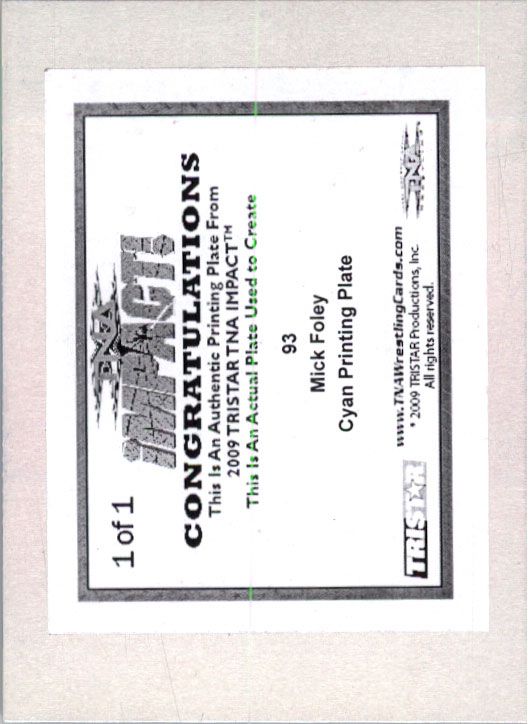 1 of 1
TNA
IMPACT!
CONGRATULATIONS
This Is An Authentic Printing Plate From
2009 TRISTAR TNA IMPACT™
This Is An Actual Plate Used to Create
93
Mick Foley
Cyan Printing Plate
TRISTAR
www.TNAWrestlingCards.com
* 2009 TRISTAR Productions, Inc.
All rights reserved.
TNA